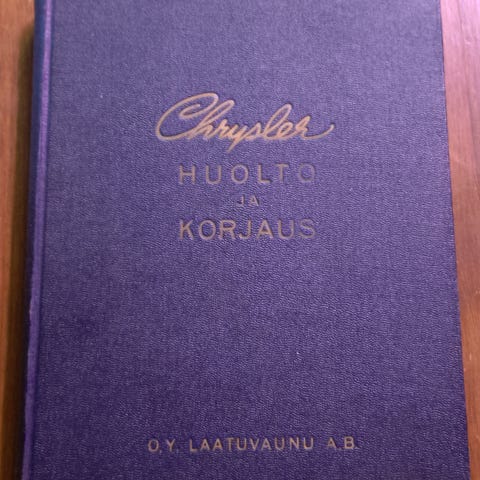 Chrysler
HUOLTO
JA
KORJAUS
O.Y. LAATUVAUNU A.B.